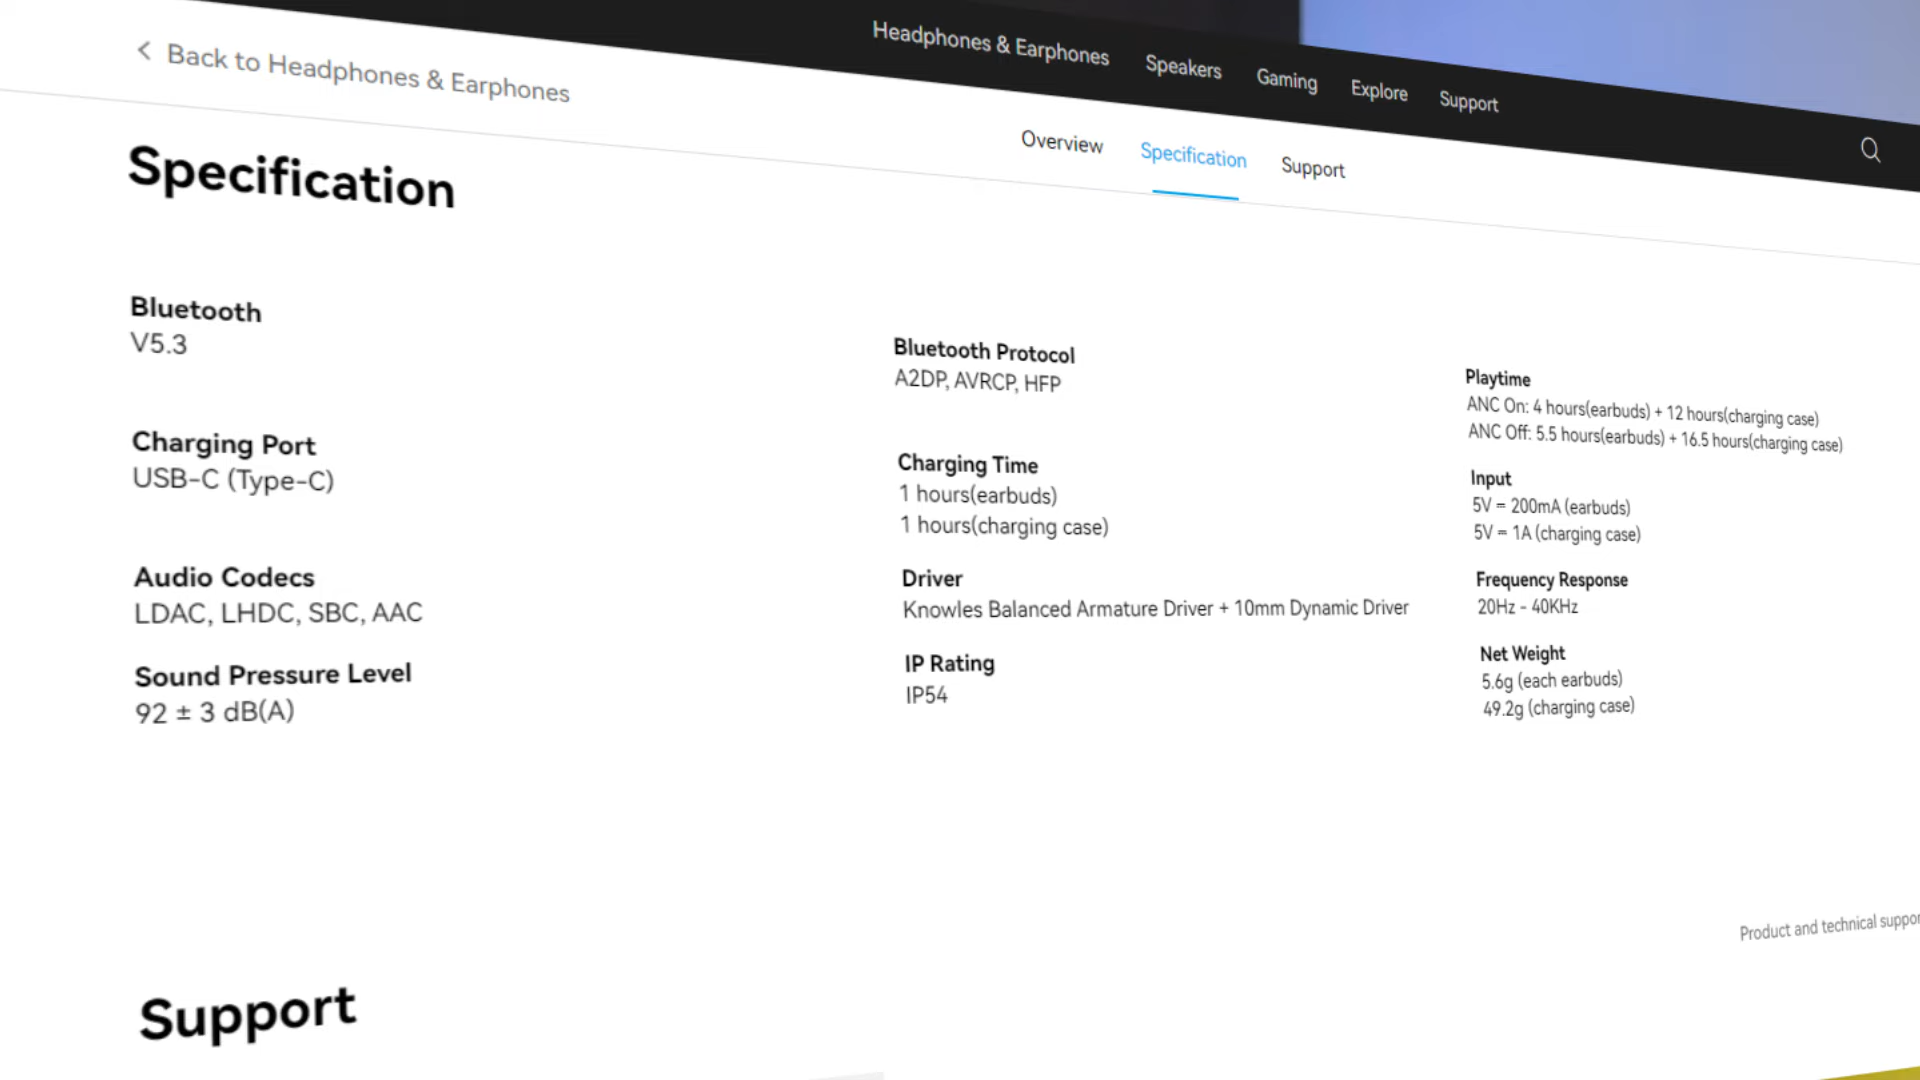 Headphones & Earphones
Speakers
Gaming
Explore
Support
Back to Headphones & Earphones
Overview
Specification
Support
Specification
Bluetooth
V5.3
Charging Port
USB-C (Type-C)
Audio Codecs
LDAC, LHDC, SBC, AAC
Sound Pressure Level
92 ± 3 dB(A)
Bluetooth Protocol
A2DP, AVRCP, HFP
Charging Time
1 hours(earbuds)
1 hours(charging case)
Driver
Knowles Balanced Armature Driver + 10mm Dynamic Driver
IP Rating
IP54
Playtime
ANC On: 4 hours(earbuds) + 12 hours(charging case)
ANC Off: 5.5 hours(earbuds) + 16.5 hours(charging case)
Input
5V = 200mA (earbuds)
5V = 1A (charging case)
Frequency Response
20Hz - 40KHz
Net Weight
5.6g (each earbuds)
49.2g (charging case)
Product and technical
Support